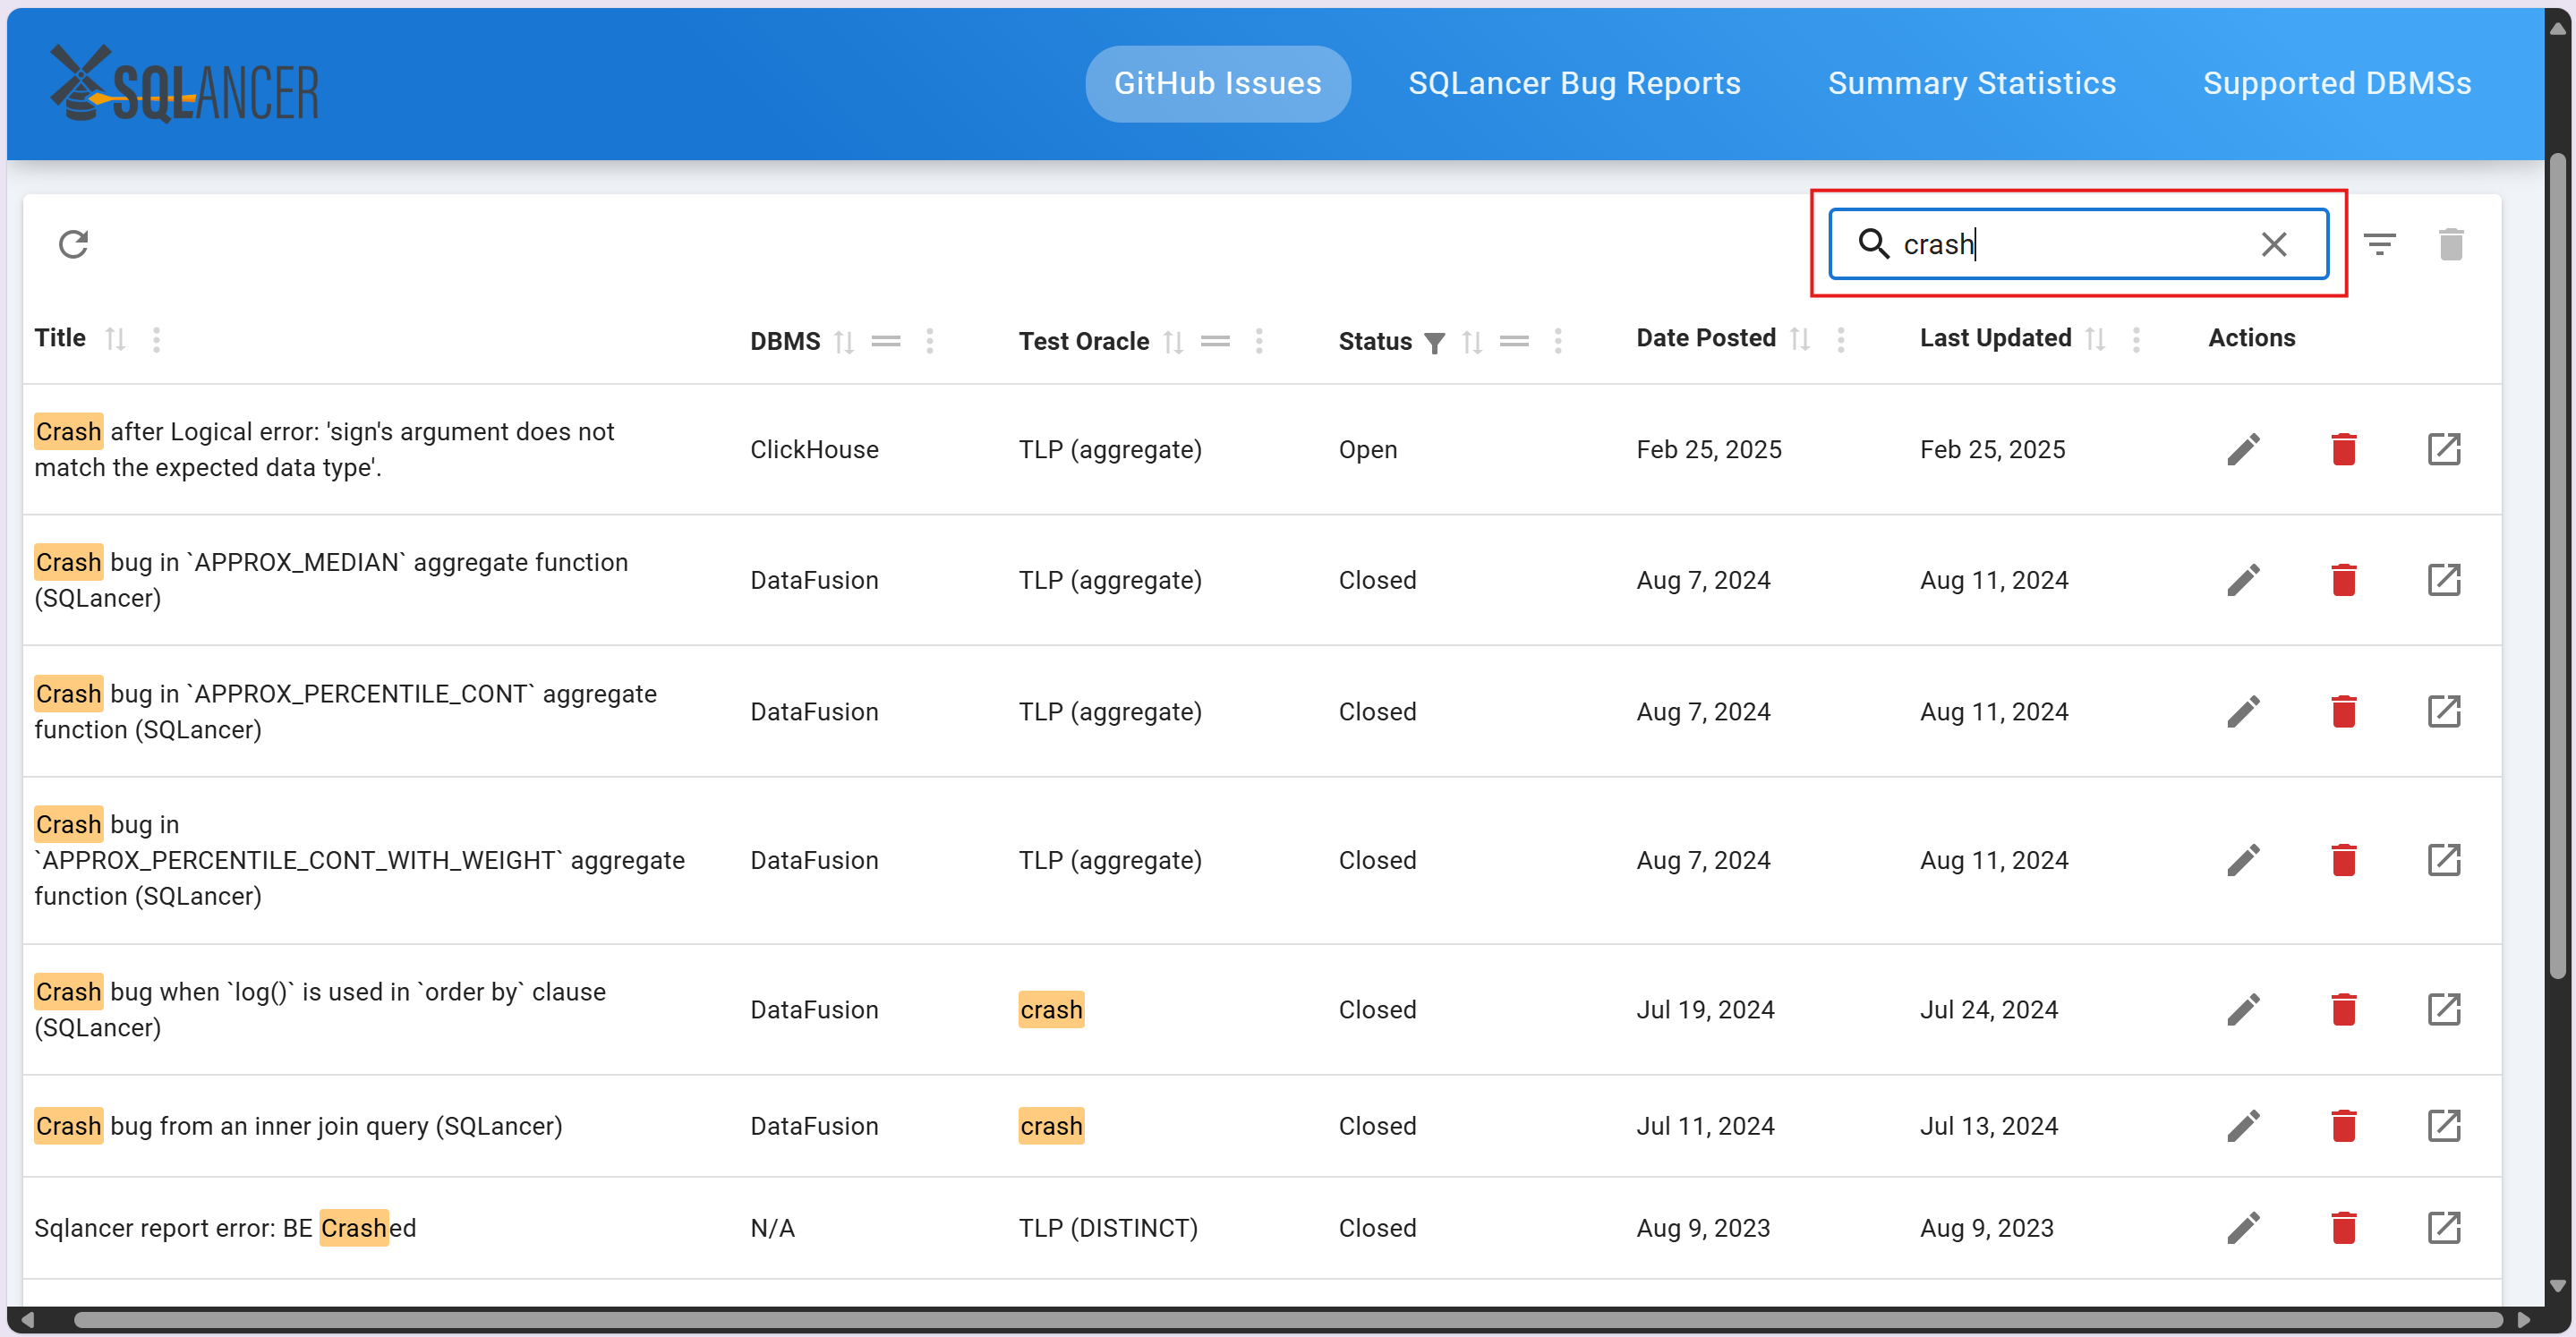 SQLANCER
GitHub Issues
SQLancer Bug Reports
Summary Statistics
Supported DBMSs
crash
Title
DBMS
Test Oracle
Status
Date Posted
Last Updated
Actions
Crash after Logical error: 'sign's argument does not
match the expected data type'.
ClickHouse
TLP (aggregate)
Open
Feb 25, 2025
Feb 25, 2025
Crash bug in `APPROX_MEDIAN` aggregate function
(SQLancer)
DataFusion
TLP (aggregate)
Closed
Aug 7, 2024
Aug 11, 2024
Crash bug in `APPROX_PERCENTILE_CONT` aggregate
function (SQLancer)
DataFusion
TLP (aggregate)
Closed
Aug 7, 2024
Aug 11, 2024
Crash bug in
`APPROX_PERCENTILE_CONT_WITH_WEIGHT` aggregate
function (SQLancer)
DataFusion
TLP (aggregate)
Closed
Aug 7, 2024
Aug 11, 2024
Crash bug when `log()` is used in `order by` clause
(SQLancer)
DataFusion
crash
Closed
Jul 19, 2024
Jul 24, 2024
Crash bug from an inner join query (SQLancer)
DataFusion
crash
Closed
Jul 11, 2024
Jul 13, 2024
Sqlancer report error: BE Crashed
N/A
TLP (DISTINCT)
Closed
Aug 9, 2023
Aug 9, 2023